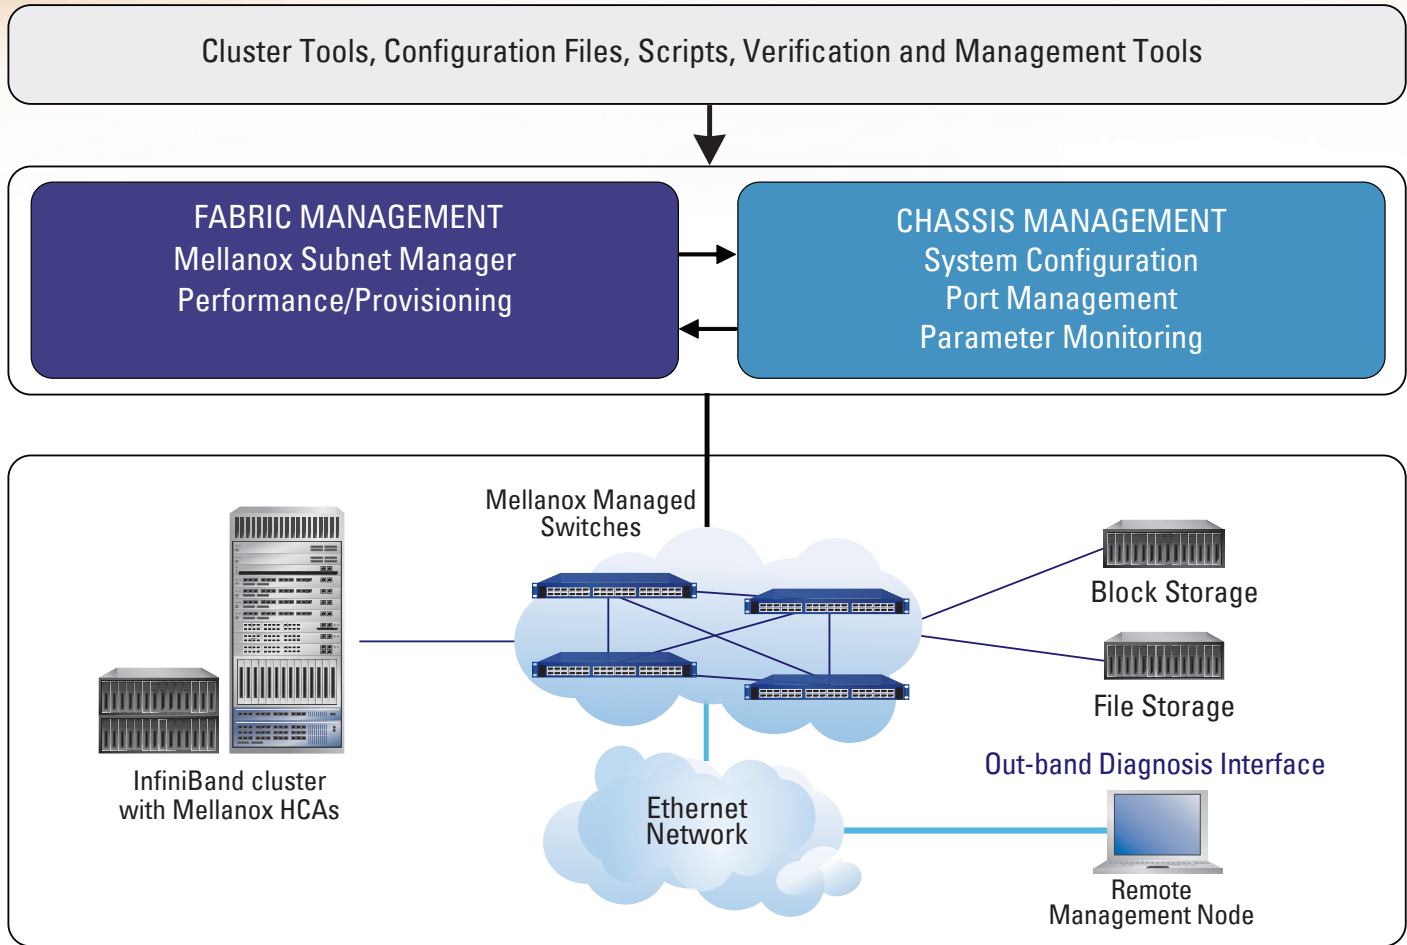 Cluster Tools, Configuration Files, Scripts, Verification and Management Tools
FABRIC MANAGEMENT
Mellanox Subnet Manager
Performance/Provisioning
CHASSIS MANAGEMENT
System Configuration
Port Management
Parameter Monitoring
Mellanox Managed
Switches
Block Storage
File Storage
InfiniBand cluster
with Mellanox HCAs
Out-band Diagnosis Interface
Ethernet
Network
Remote
Management Node